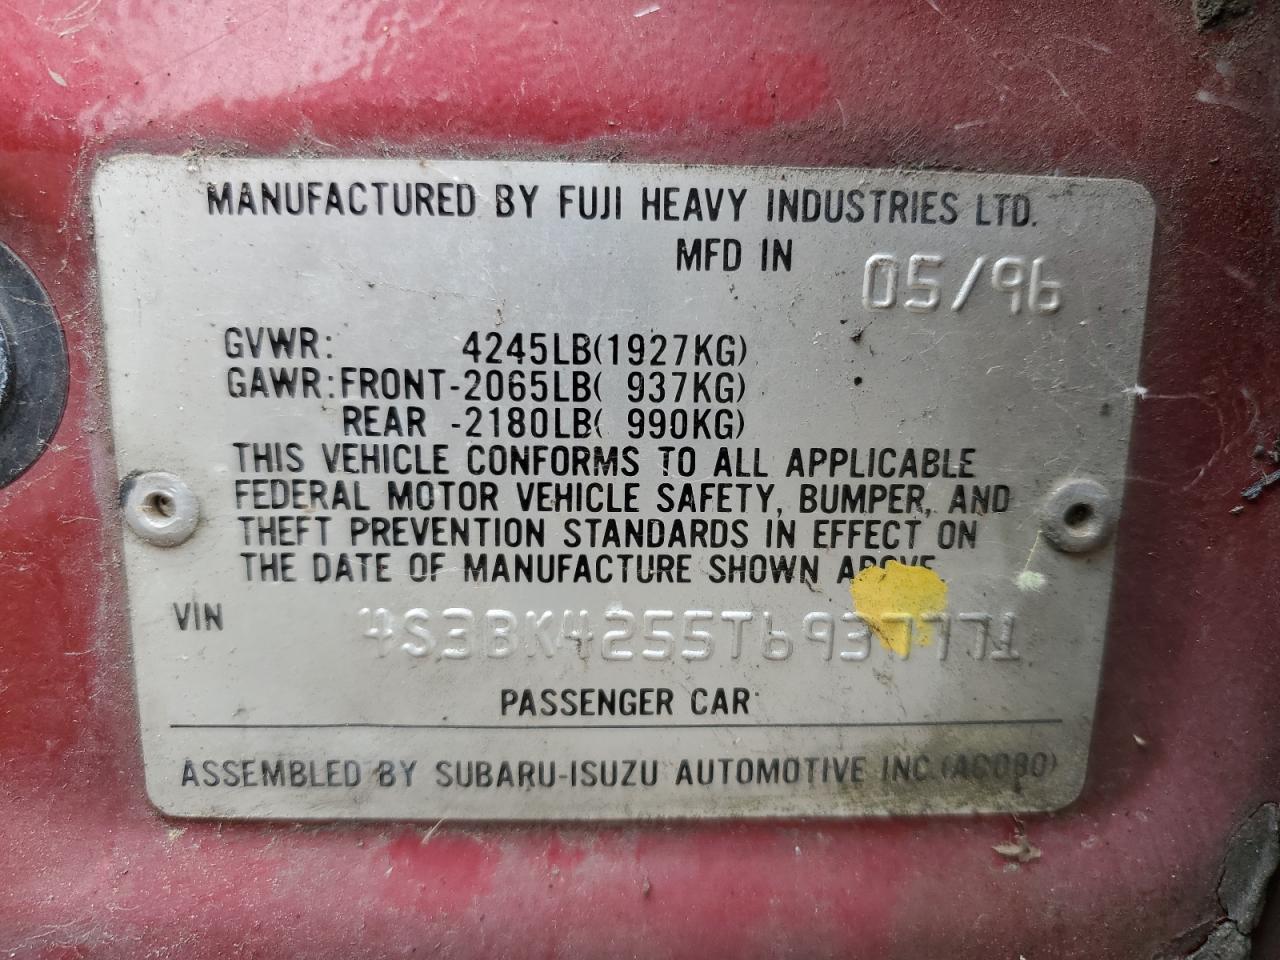 MANUFACTURED BY FUJI HEAVY INDUSTRIES LTD.
MFD IN 05/96
GVWR: 4245LB(1927KG)
GAWR:FRONT-2065LB( 937KG)
REAR -2180LB( 990KG)
THIS VEHICLE CONFORMS TO ALL APPLICABLE
FEDERAL MOTOR VEHICLE SAFETY, BUMPER, AND
THEFT PREVENTION STANDARDS IN EFFECT ON
THE DATE OF MANUFACTURE SHOWN ABOVE.
VIN 4S3BK4255T6937771
PASSENGER CAR
ASSEMBLED BY SUBARU-ISUZU AUTOMOTIVE INC.(AC080)